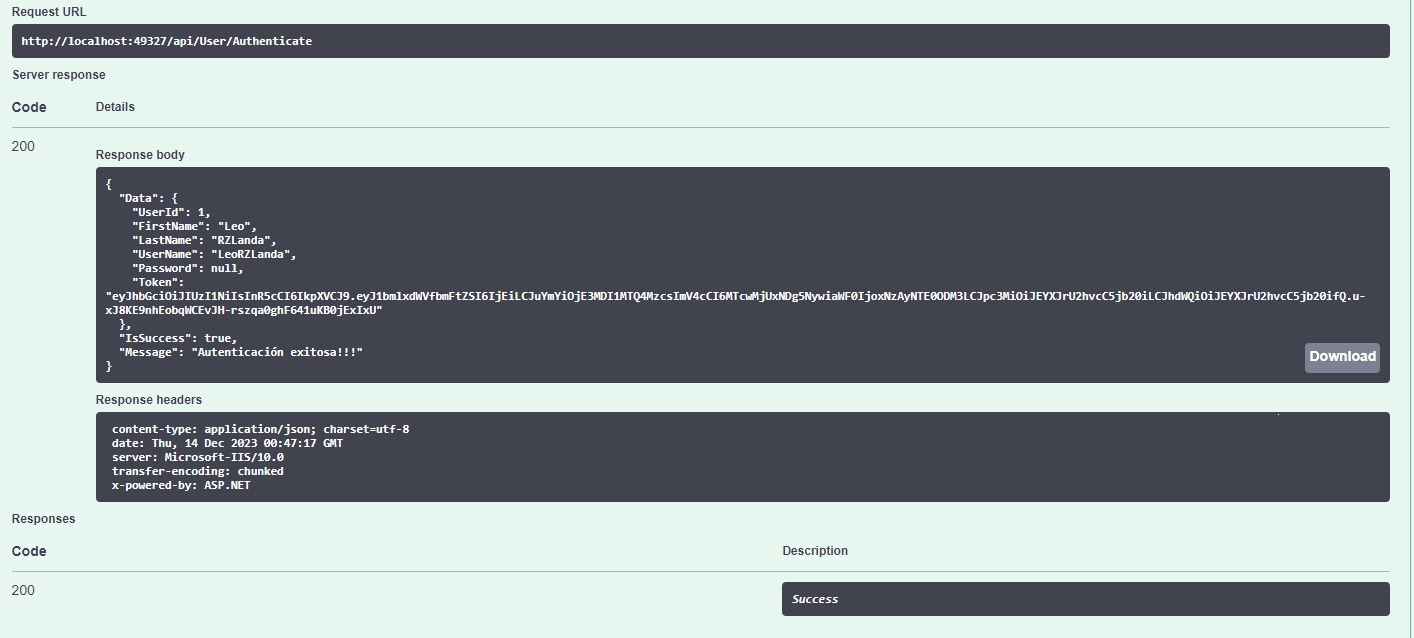 Request URL
http://localhost:49327/api/User/Authenticate
Server response
Code Details
200
Response body
{
"Data": {
"UserId": 1,
"FirstName": "Leo",
"LastName": "RZLanda",
"UserName": "LeoRZLanda",
"Password": null,
"Token":
"eyJhbGciOiJIUzI1NiIsInR5cCI6IkpXVCJ9.eyJ1bmlxdWVfbmFtZSI6IjEiLCJuYmYiOjE3MDI1MTQ4MzcsImV4cCI6MTcwMjUxNDg5NywiaWF0IjoxNzAyNTE0ODM3LCJpc3MiOiJEYXJrU2hvcC5jb20iLCJhdWQiOiJEYXJrU2hvcC5jb20ifQ.u-
xJ8KE9nhEobqWCEvJH-rszqa0ghF641uKB0jExIxU"
},
"IsSuccess": true,
"Message": "Autenticación exitosa!!!"
}
Download
Response headers
content-type: application/json; charset=utf-8
date: Thu, 14 Dec 2023 00:47:17 GMT
server: Microsoft-IIS/10.0
transfer-encoding: chunked
x-powered-by: ASP.NET
Responses
Code Description
200
Success